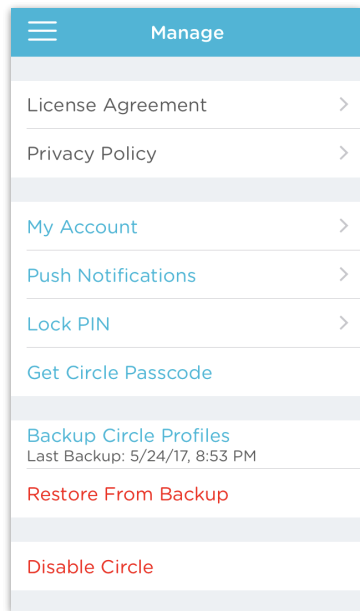 Manage
License Agreement
Privacy Policy
My Account
Push Notifications
Lock PIN
Get Circle Passcode
Backup Circle Profiles
Last Backup: 5/24/17, 8:53 PM
Restore From Backup
Disable Circle